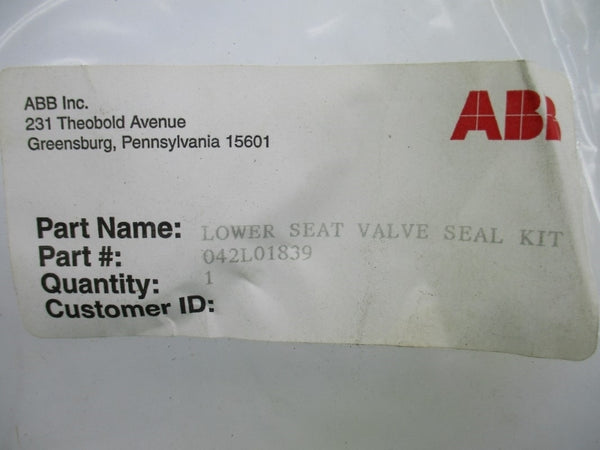 ABB Inc.
231 Theobold Avenue
Greensburg, Pennsylvania 15601
ABB
Part Name: LOWER SEAT VALVE SEAL KIT
Part #: 042L01839
Quantity: 1
Customer ID: